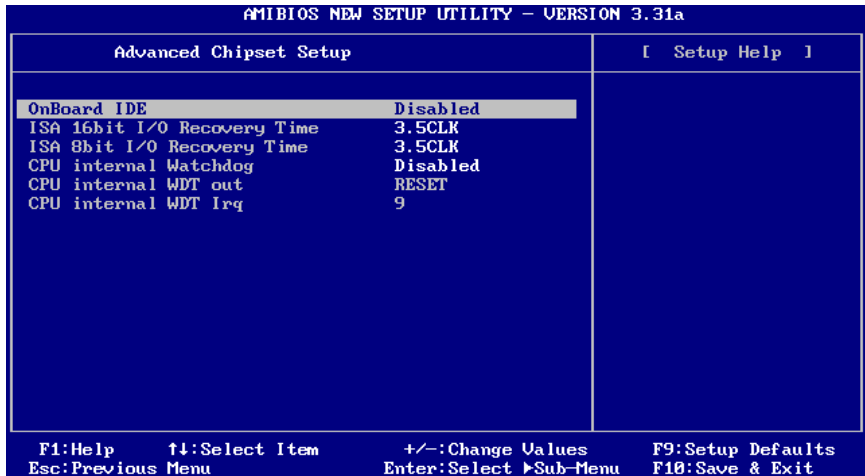 AMIBIOS NEW SETUP UTILITY - VERSION 3.31a
Advanced Chipset Setup
[ Setup Help ]
OnBoard IDE Disabled
ISA 16bit I/O Recovery Time 3.5CLK
ISA 8bit I/O Recovery Time 3.5CLK
CPU internal Watchdog Disabled
CPU internal WDT out RESET
CPU internal WDT Irq 9
F1:Help ↑↓:Select Item +/-:Change Values F9:Setup Defaults
Esc:Previous Menu Enter:Select ▶Sub-Menu F10:Save & Exit